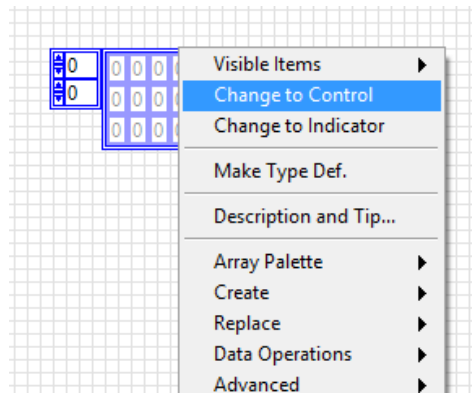 0 0 0 0 Visible Items
0 0 0 0 Change to Control
0 0 0 Change to Indicator
Make Type Def.
Description and Tip...
Array Palette
Create
Replace
Data Operations
Advanced